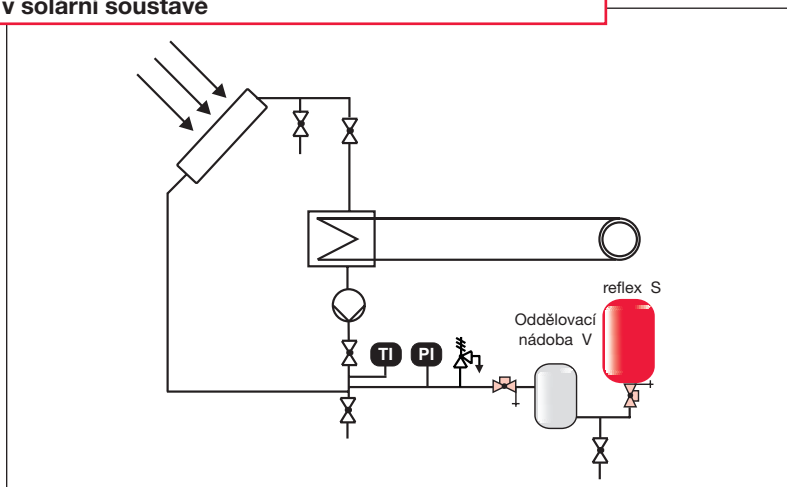 v solární soustavě
reflex S
Oddělovací
nádoba V
TI
PI